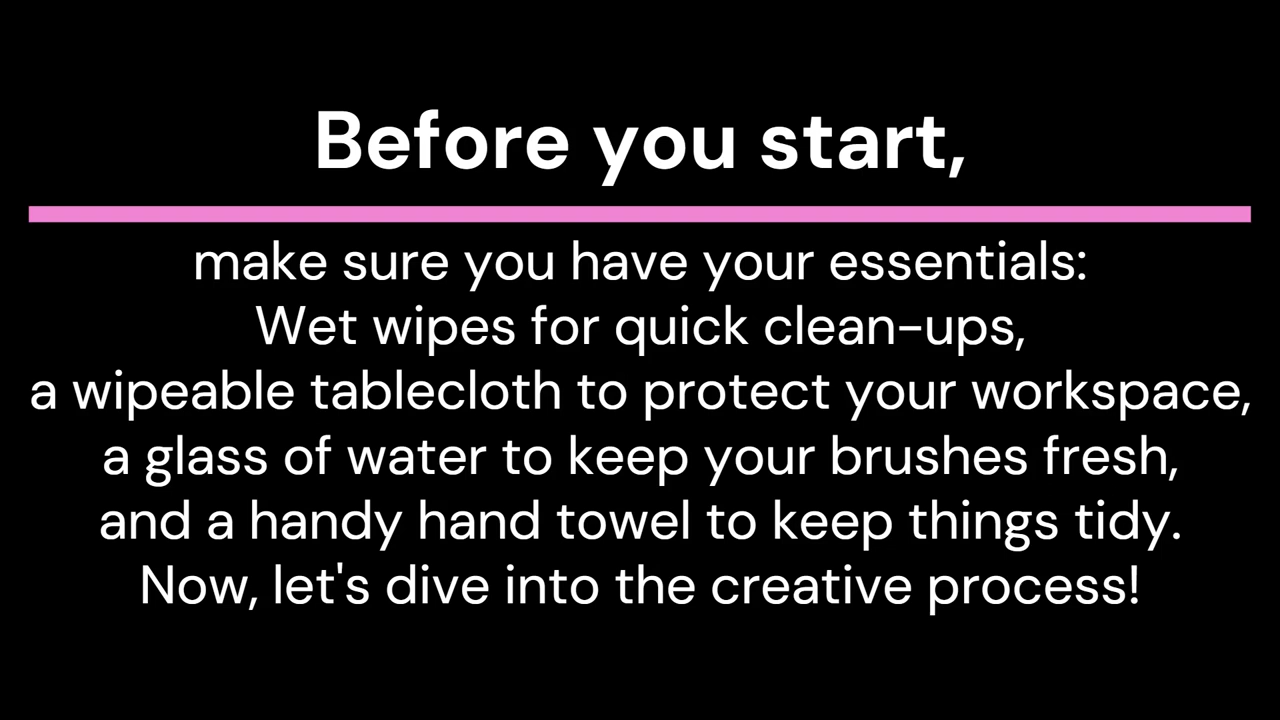 Before you start,
make sure you have your essentials:
Wet wipes for quick clean-ups,
a wipeable tablecloth to protect your workspace,
a glass of water to keep your brushes fresh,
and a handy hand towel to keep things tidy.
Now, let's dive into the creative process!